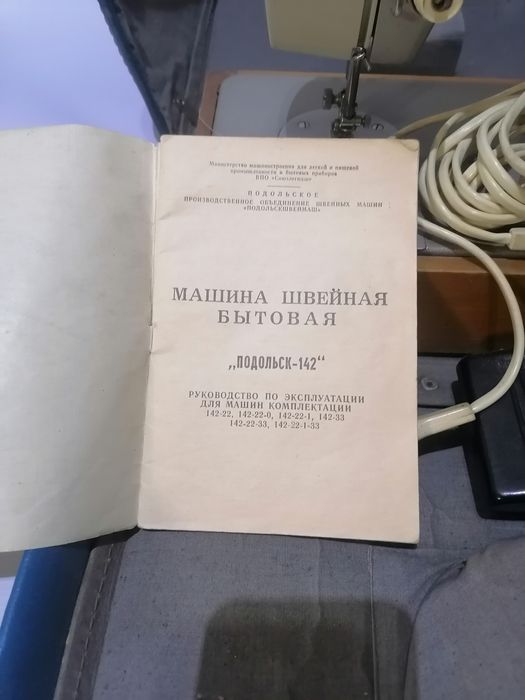 Министерство машиностроения для легкой и пищевой
промышленности и бытовых приборов
ВПО «Союзлегмаш»
ПОДОЛЬСКОЕ
ПРОИЗВОДСТВЕННОЕ ОБЪЕДИНЕНИЕ ШВЕЙНЫХ МАШИН
«ПОДОЛЬСКШВЕЙМАШ»
МАШИНА ШВЕЙНАЯ
БЫТОВАЯ
„ПОДОЛЬСК-142“
РУКОВОДСТВО ПО ЭКСПЛУАТАЦИИ
ДЛЯ МАШИН КОМПЛЕКТАЦИИ
142-22, 142-22-0, 142-22-1, 142-33
142-22-33, 142-22-1-33